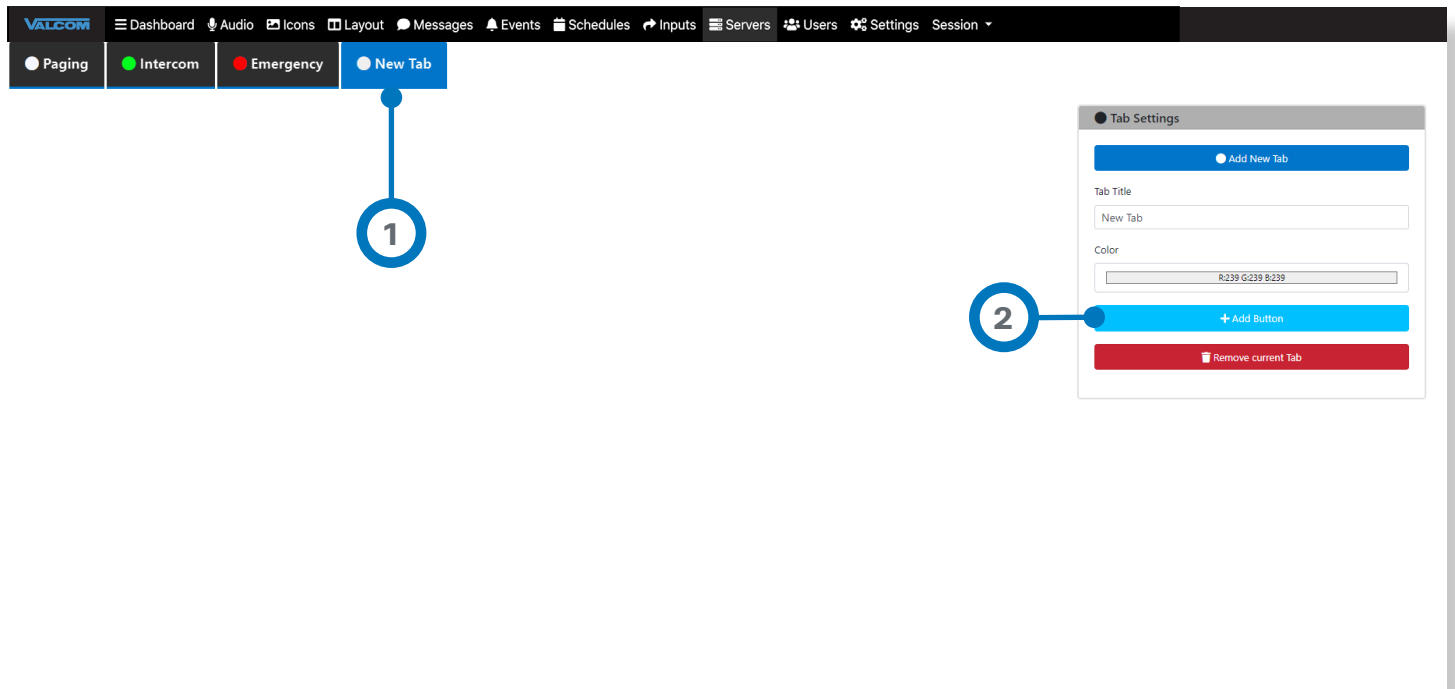 VALCOM Dashboard Audio Icons Layout Messages Events Schedules Inputs Servers Users Settings Session
Paging Intercom Emergency New Tab
Tab Settings
Add New Tab
Tab Title
1
New Tab
Color
R:239 G:239 B:239
2
+ Add Button
Remove current Tab